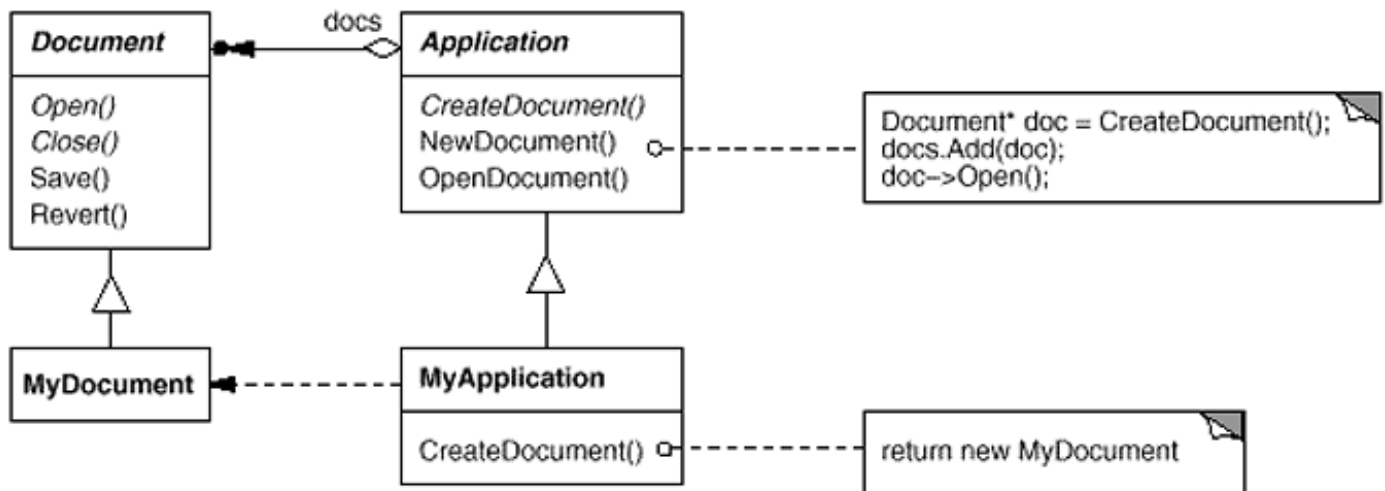 docs
Document
Open()
Close()
Save()
Revert()
Application
CreateDocument()
NewDocument()
OpenDocument()
Document* doc = CreateDocument();
docs.Add(doc);
doc->Open();
MyDocument
MyApplication
CreateDocument()
return new MyDocument